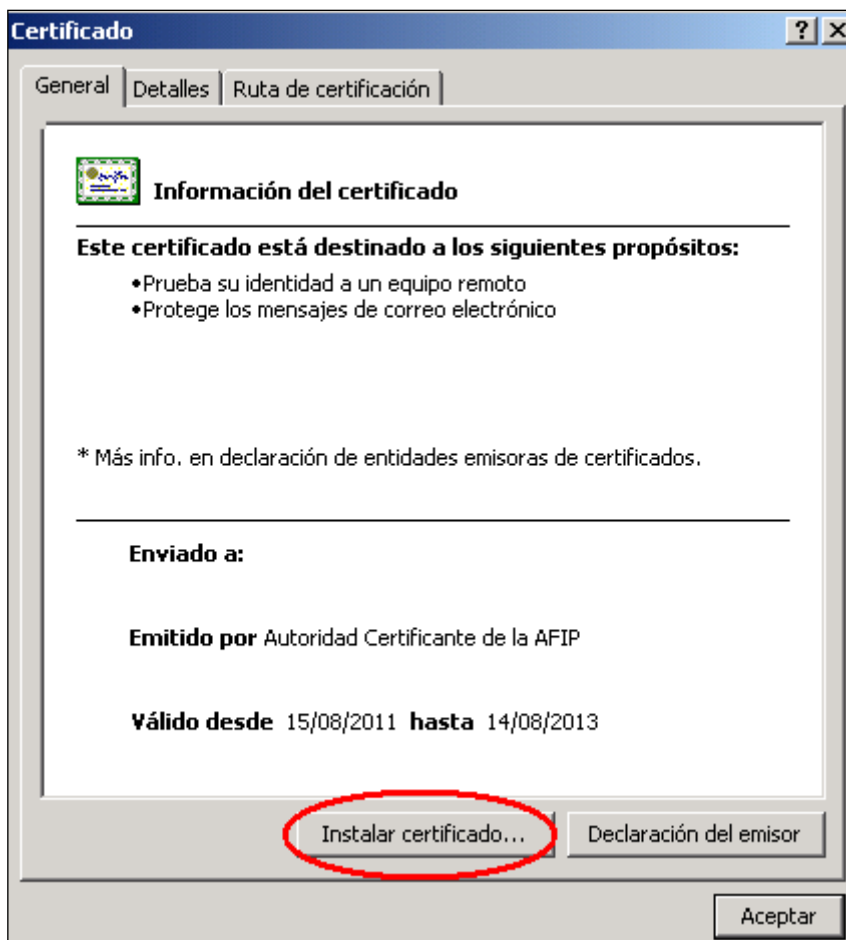 Certificado
General Detalles Ruta de certificación
Información del certificado
Este certificado está destinado a los siguientes propósitos:
•Prueba su identidad a un equipo remoto
•Protege los mensajes de correo electrónico
* Más info. en declaración de entidades emisoras de certificados.
Enviado a:
Emitido por Autoridad Certificante de la AFIP
Válido desde 15/08/2011 hasta 14/08/2013
Instalar certificado... Declaración del emisor
Aceptar